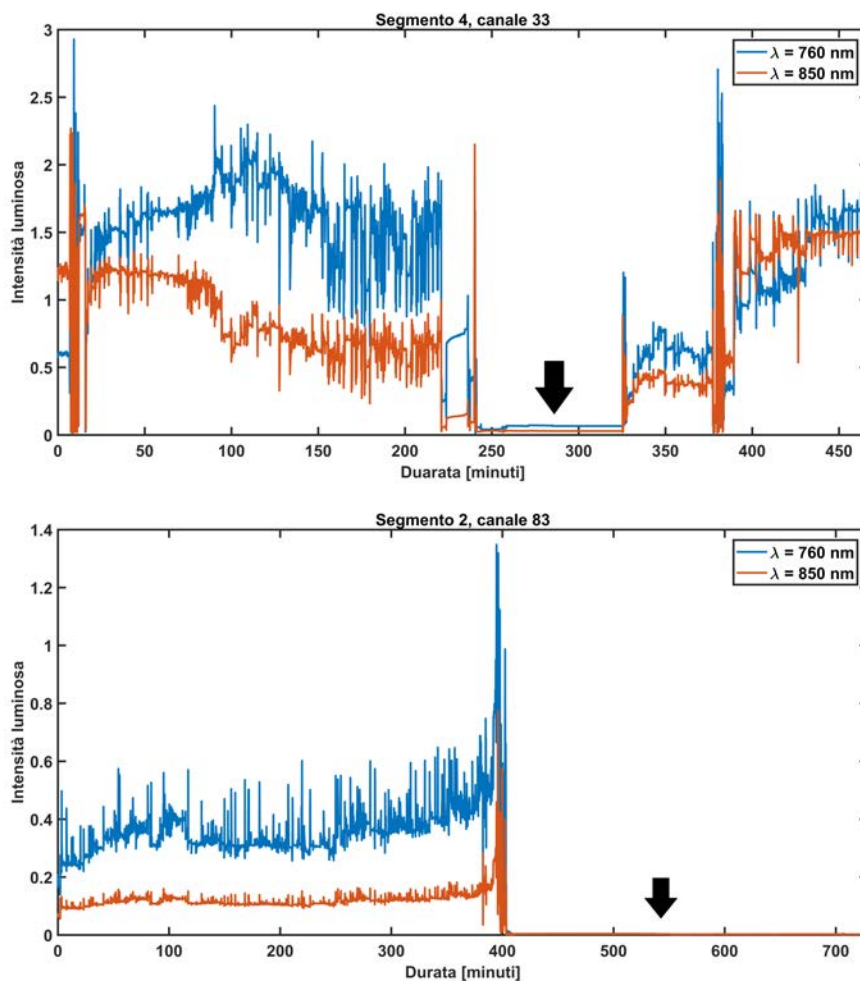 Segmento 4, canale 33
3
2.5
2
1.5
1
0.5
0
Intensità luminosa
λ = 760 nm
λ = 850 nm
0 50 100 150 200 250 300 350 400 450
Duarata [minuti]
Segmento 2, canale 83
1.4
1.2
1
0.8
0.6
0.4
0.2
0
Intensità luminosa
λ = 760 nm
λ = 850 nm
0 100 200 300 400 500 600 700
Durata [minuti]